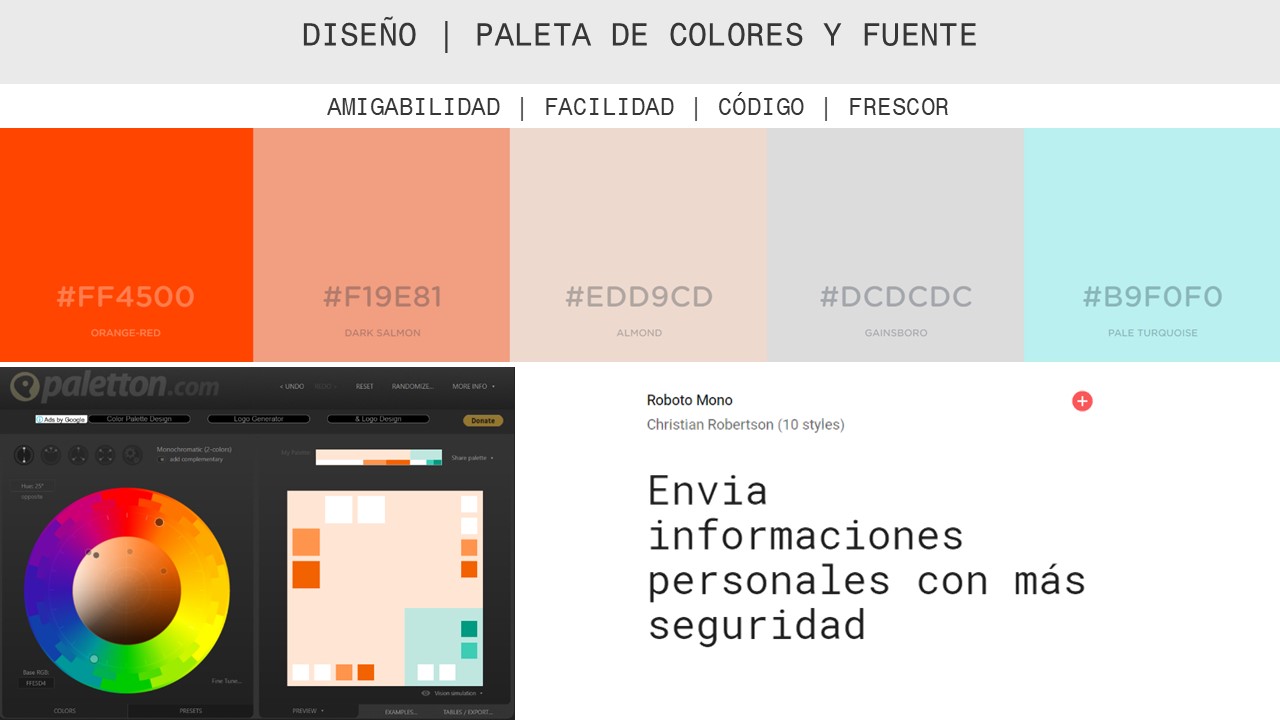 DISEÑO | PALETA DE COLORES Y FUENTE
AMIGABILIDAD | FACILIDAD | CÓDIGO | FRESCOR
#FF4500
ORANGE-RED
#F19E81
DARK SALMON
#EDD9CD
ALMOND
#DCDCDC
GAINSBORO
#B9F0F0
PALE TURQUOISE
paletton.com
< UNDO
RESET
RANDOMIZE...
MORE INFO
Ads by Google
Color Palette Design
Logo Generator
& Logo Design
Donate
Monochromatic (2-colors)
add complementary
My Palette
Share palette
Hue: 25°
opposite
Base RGB:
FFE5D4
Fine Tune...
Vision simulation
COLORS
PRESETS
PREVIEW
EXAMPLES...
TABLES / EXPORT...
Roboto Mono
Christian Robertson (10 styles)
Envia
informaciones
personales con más
seguridad